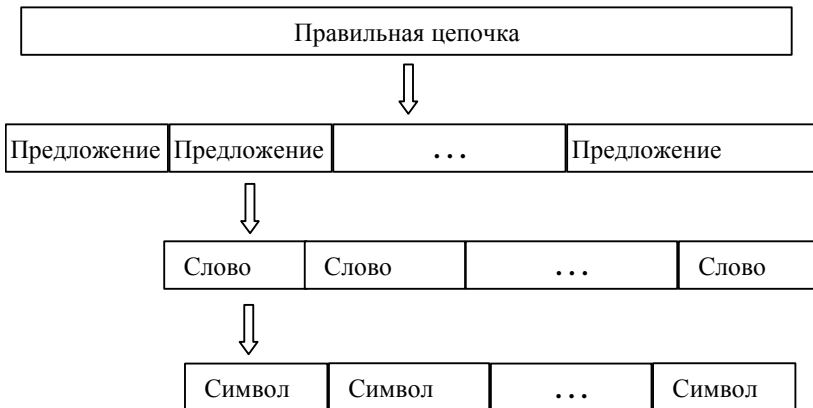 Правильная цепочка
Предложение Предложение ... Предложение
Слово Слово ... Слово
Символ Символ ... Символ